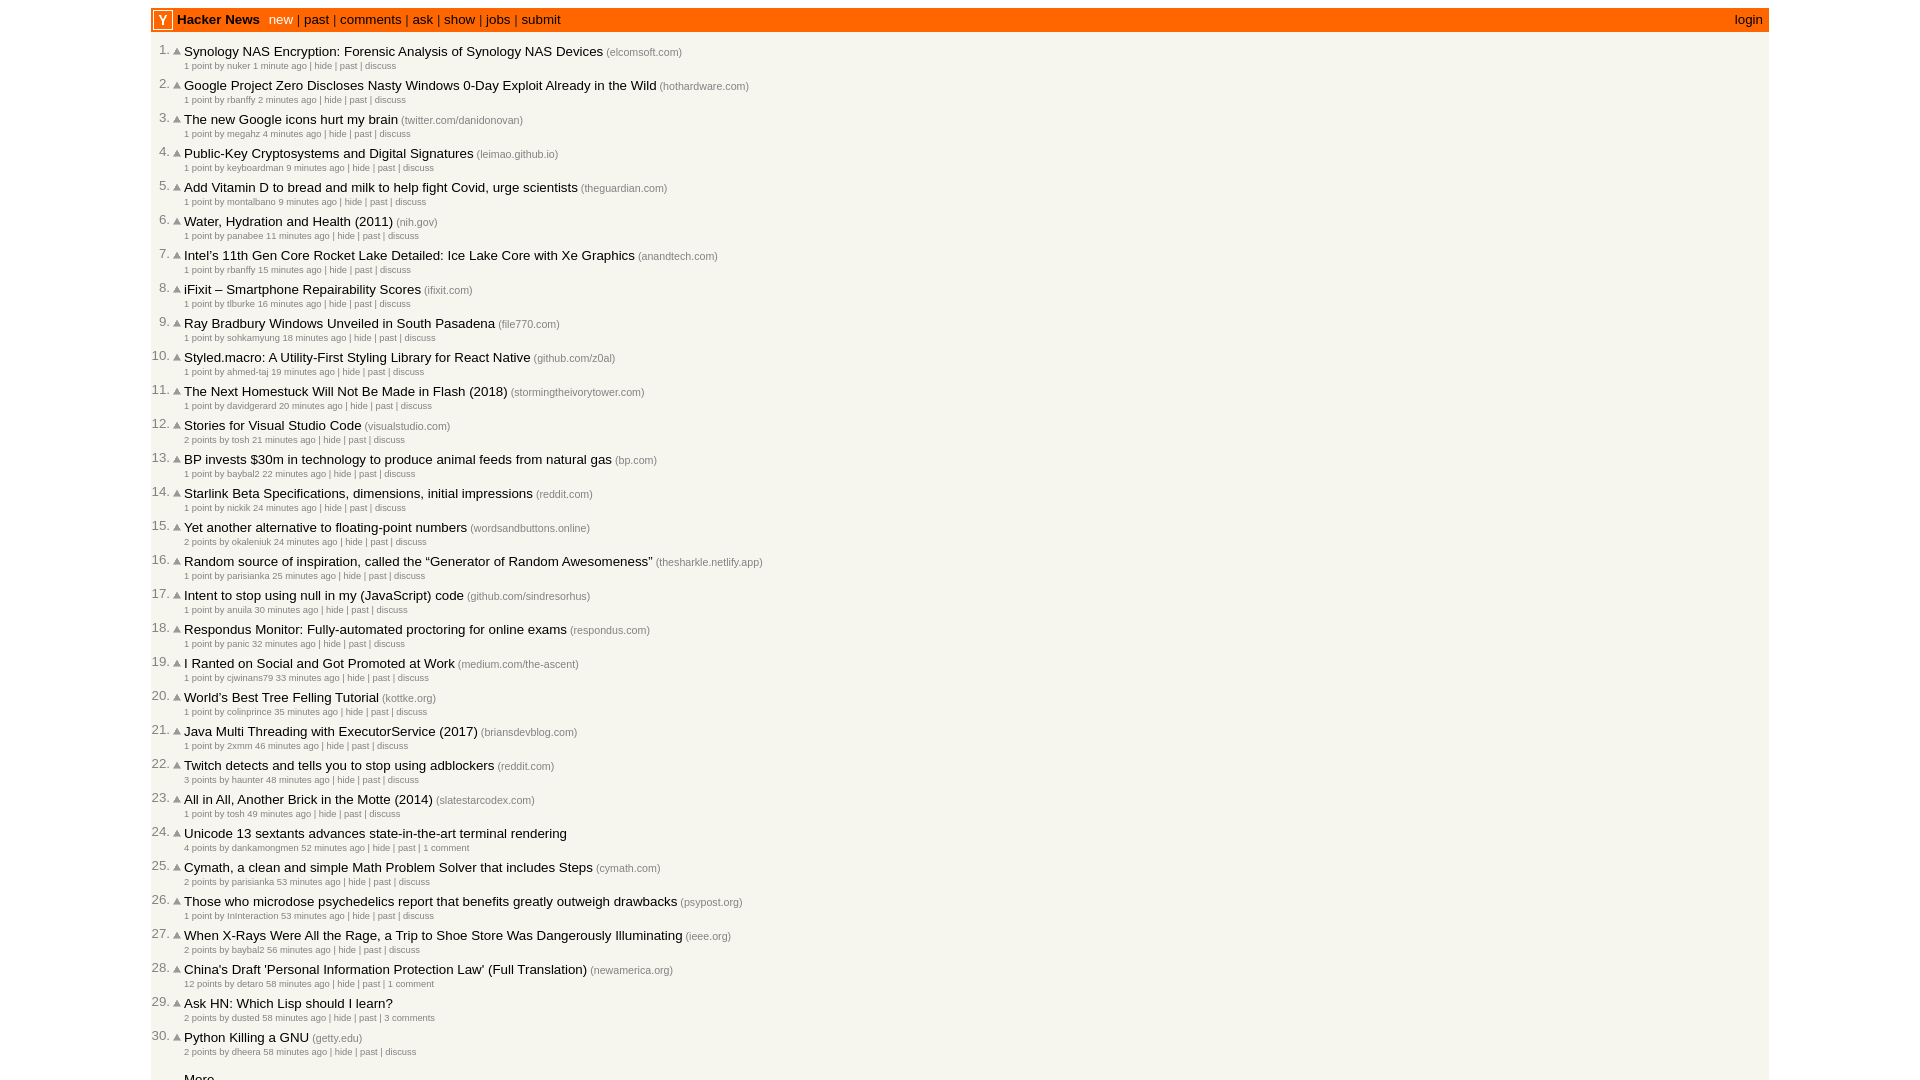 Y Hacker News new | past | comments | ask | show | jobs | submit login
1. Synology NAS Encryption: Forensic Analysis of Synology NAS Devices (elcomsoft.com)
1 point by nuker 1 minute ago | hide | past | discuss
2. Google Project Zero Discloses Nasty Windows 0-Day Exploit Already in the Wild (hothardware.com)
1 point by rbanffy 2 minutes ago | hide | past | discuss
3. The new Google icons hurt my brain (twitter.com/danidonovan)
1 point by megahz 4 minutes ago | hide | past | discuss
4. Public-Key Cryptosystems and Digital Signatures (leimao.github.io)
1 point by keyboardman 9 minutes ago | hide | past | discuss
5. Add Vitamin D to bread and milk to help fight Covid, urge scientists (theguardian.com)
1 point by montalbano 9 minutes ago | hide | past | discuss
6. Water, Hydration and Health (2011) (nih.gov)
1 point by panabee 11 minutes ago | hide | past | discuss
7. Intel’s 11th Gen Core Rocket Lake Detailed: Ice Lake Core with Xe Graphics (anandtech.com)
1 point by rbanffy 15 minutes ago | hide | past | discuss
8. iFixit – Smartphone Repairability Scores (ifixit.com)
1 point by tlburke 16 minutes ago | hide | past | discuss
9. Ray Bradbury Windows Unveiled in South Pasadena (file770.com)
1 point by sohkamyung 18 minutes ago | hide | past | discuss
10. Styled.macro: A Utility-First Styling Library for React Native (github.com/z0al)
1 point by ahmed-taj 19 minutes ago | hide | past | discuss
11. The Next Homestuck Will Not Be Made in Flash (2018) (stormingtheivorytower.com)
1 point by davidgerard 20 minutes ago | hide | past | discuss
12. Stories for Visual Studio Code (visualstudio.com)
2 points by tosh 21 minutes ago | hide | past | discuss
13. BP invests $30m in technology to produce animal feeds from natural gas (bp.com)
1 point by baybal2 22 minutes ago | hide | past | discuss
14. Starlink Beta Specifications, dimensions, initial impressions (reddit.com)
1 point by nickik 24 minutes ago | hide | past | discuss
15. Yet another alternative to floating-point numbers (wordsandbuttons.online)
2 points by okaleniuk 24 minutes ago | hide | past | discuss
16. Random source of inspiration, called the “Generator of Random Awesomeness” (thesharkle.netlify.app)
1 point by parisianka 25 minutes ago | hide | past | discuss
17. Intent to stop using null in my (JavaScript) code (github.com/sindresorhus)
1 point by anuila 30 minutes ago | hide | past | discuss
18. Respondus Monitor: Fully-automated proctoring for online exams (respondus.com)
1 point by panic 32 minutes ago | hide | past | discuss
19. I Ranted on Social and Got Promoted at Work (medium.com/the-ascent)
1 point by cjwinans79 33 minutes ago | hide | past | discuss
20. World’s Best Tree Felling Tutorial (kottke.org)
1 point by colinprince 35 minutes ago | hide | past | discuss
21. Java Multi Threading with ExecutorService (2017) (briansdevblog.com)
1 point by 2xmm 46 minutes ago | hide | past | discuss
22. Twitch detects and tells you to stop using adblockers (reddit.com)
3 points by haunter 48 minutes ago | hide | past | discuss
23. All in All, Another Brick in the Motte (2014) (slatestarcodex.com)
1 point by tosh 49 minutes ago | hide | past | discuss
24. Unicode 13 sextants advances state-in-the-art terminal rendering
4 points by dankamongmen 52 minutes ago | hide | past | 1 comment
25. Cymath, a clean and simple Math Problem Solver that includes Steps (cymath.com)
2 points by parisianka 53 minutes ago | hide | past | discuss
26. Those who microdose psychedelics report that benefits greatly outweigh drawbacks (psypost.org)
1 point by InInteraction 53 minutes ago | hide | past | discuss
27. When X-Rays Were All the Rage, a Trip to Shoe Store Was Dangerously Illuminating (ieee.org)
2 points by baybal2 56 minutes ago | hide | past | discuss
28. China's Draft 'Personal Information Protection Law' (Full Translation) (newamerica.org)
12 points by detaro 58 minutes ago | hide | past | 1 comment
29. Ask HN: Which Lisp should I learn?
2 points by dusted 58 minutes ago | hide | past | 3 comments
30. Python Killing a GNU (getty.edu)
2 points by dheera 58 minutes ago | hide | past | discuss
More